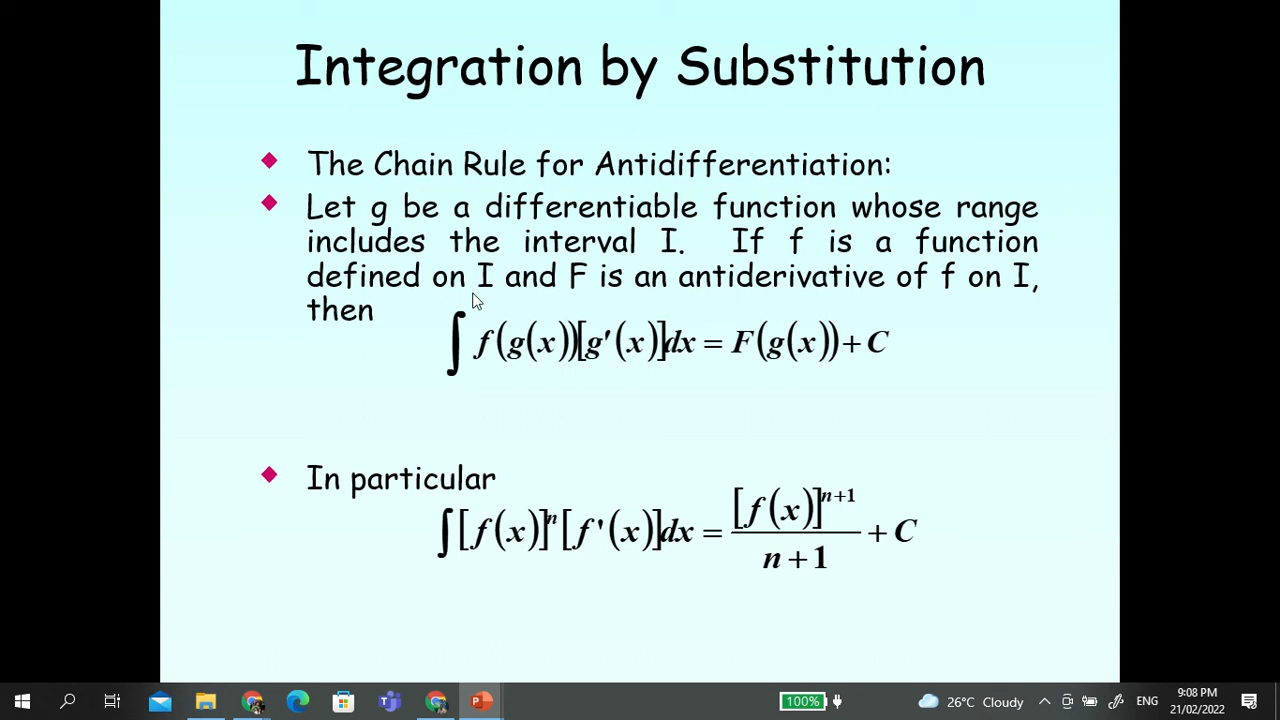 Integration by Substitution
The Chain Rule for Antidifferentiation:
Let g be a differentiable function whose range
includes the interval I. If f is a function
defined on I and F is an antiderivative of f on I,
then
∫ f(g(x))[g'(x)]dx = F(g(x)) + C
In particular
∫ [f(x)]ⁿ [f'(x)]dx = [f(x)]ⁿ⁺¹ / n + 1 + C
100%
26°C Cloudy
ENG
9:08 PM
21/02/2022